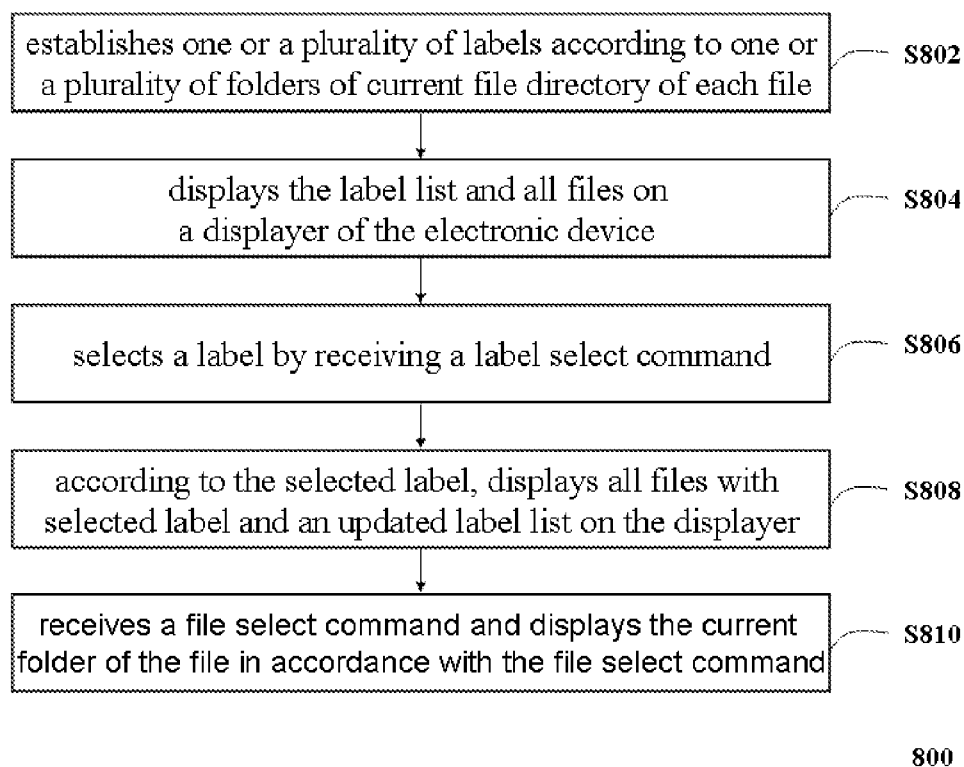 establishes one or a plurality of labels according to one or
a plurality of folders of current file directory of each file
S802
displays the label list and all files on
a displayer of the electronic device
S804
selects a label by receiving a label select command
S806
according to the selected label, displays all files with
selected label and an updated label list on the displayer
S808
receives a file select command and displays the current
folder of the file in accordance with the file select command
S810
800